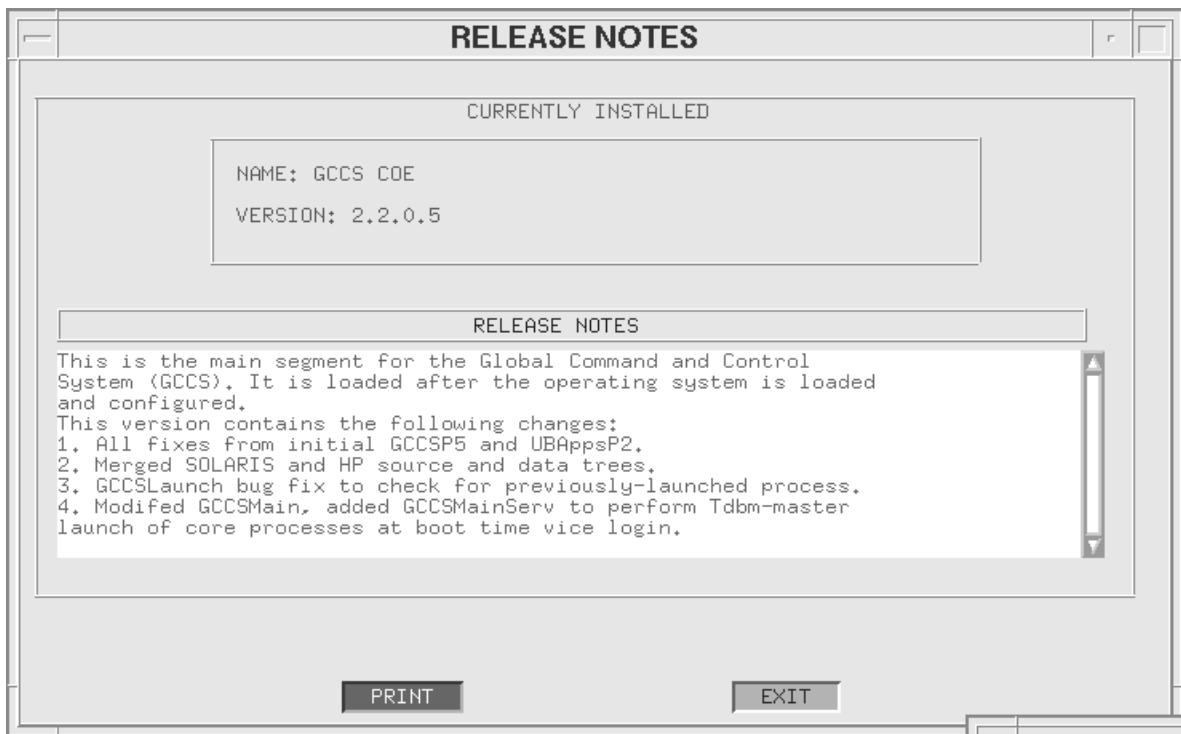 RELEASE NOTES
CURRENTLY INSTALLED
NAME: GCCS COE
VERSION: 2.2.0.5
RELEASE NOTES
This is the main segment for the Global Command and Control
System (GCCS). It is loaded after the operating system is loaded
and configured.
This version contains the following changes:
1. All fixes from initial GCCSP5 and UBAppsP2.
2. Merged SOLARIS and HP source and data trees.
3. GCCSLaunch bug fix to check for previously-launched process.
4. Modifed GCCSMain, added GCCSMainServ to perform Tdbm-master
launch of core processes at boot time vice login.
PRINT
EXIT